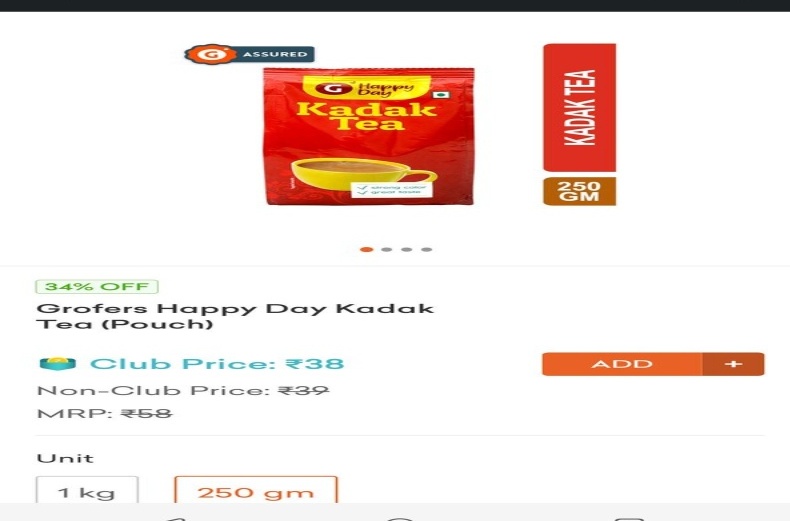 G ASSURED
G Happy Day
Kadak
Tea
strong color
great taste
KADAK TEA
250
GM
34% OFF
Grofers Happy Day Kadak
Tea (Pouch)
Club Price: ₹38
ADD +
Non-Club Price: ₹39
MRP: ₹58
Unit
1 kg
250 gm